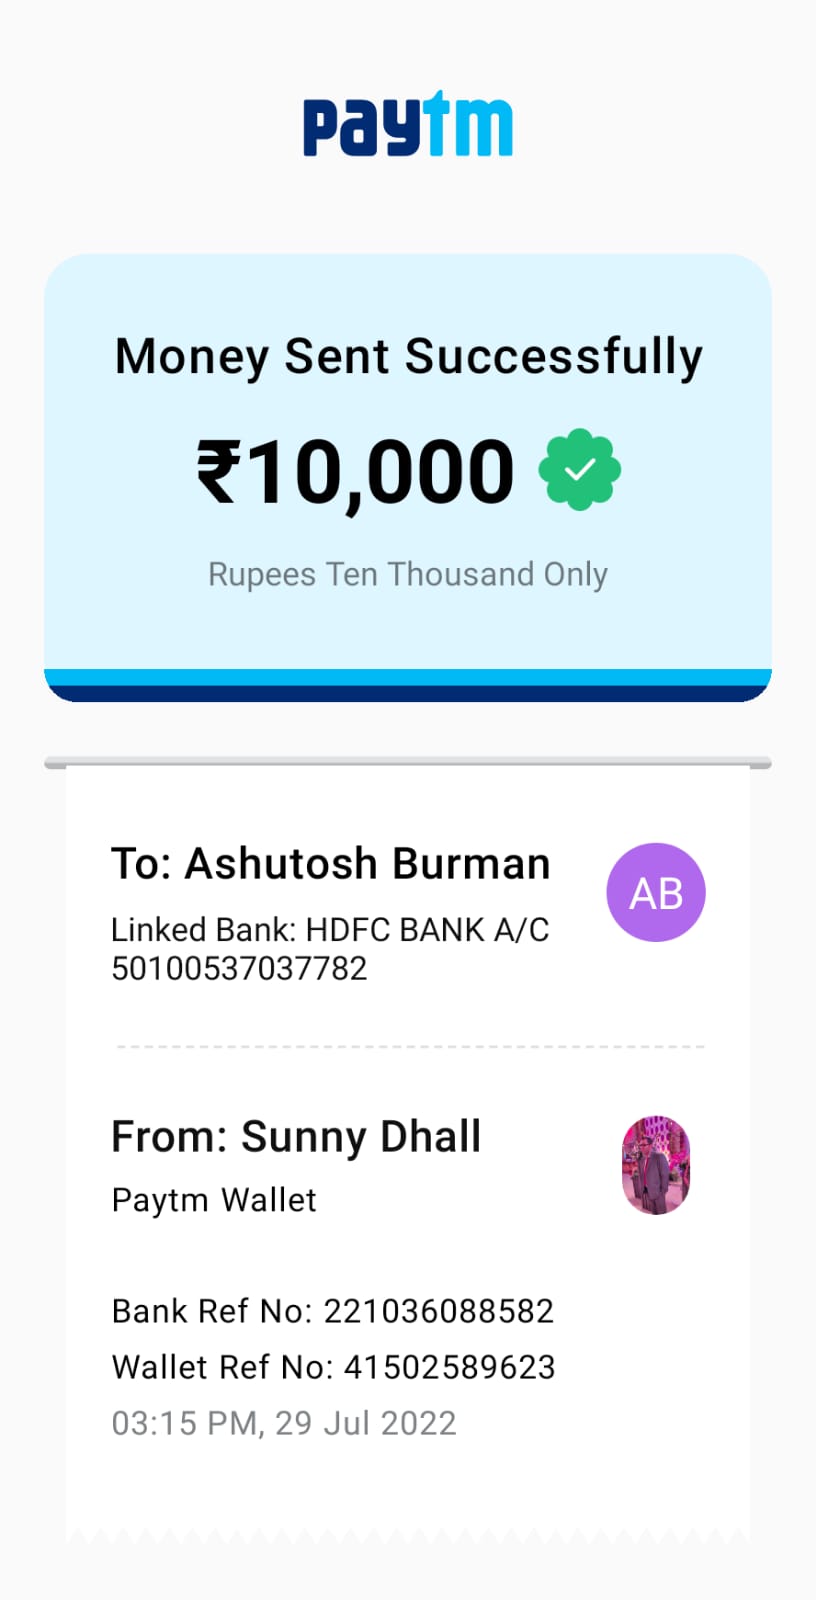 paytm
Money Sent Successfully
₹10,000
Rupees Ten Thousand Only
To: Ashutosh Burman
AB
Linked Bank: HDFC BANK A/C
50100537037782
From: Sunny Dhall
Paytm Wallet
Bank Ref No: 221036088582
Wallet Ref No: 41502589623
03:15 PM, 29 Jul 2022